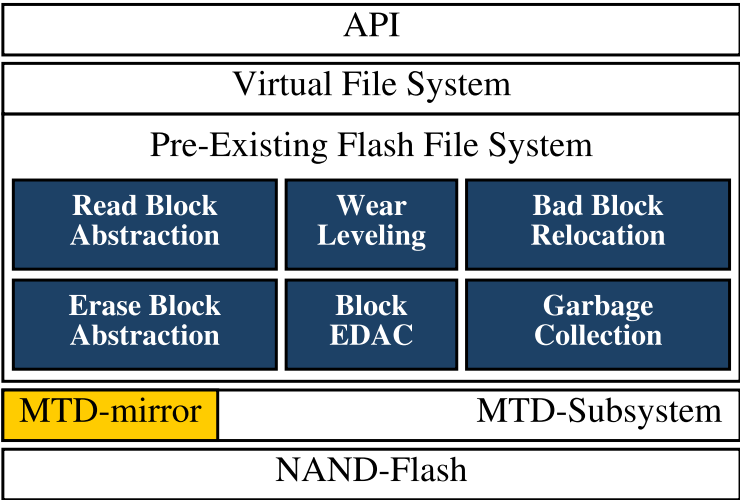 API
Virtual File System
Pre-Existing Flash File System
Read Block
Abstraction
Wear
Leveling
Bad Block
Relocation
Erase Block
Abstraction
Block
EDAC
Garbage
Collection
MTD-mirror
MTD-Subsystem
NAND-Flash